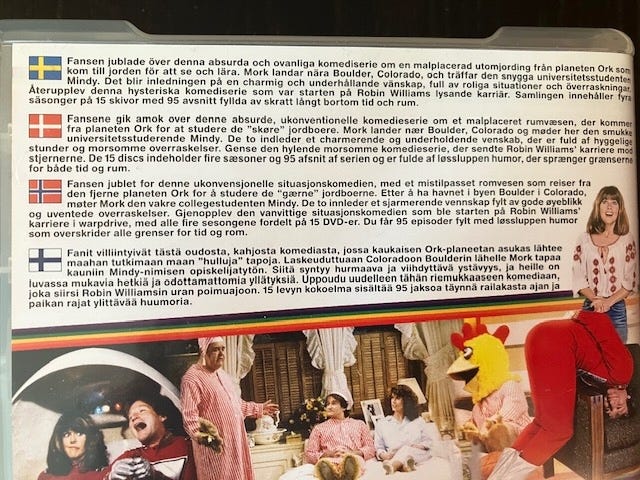 Fansen jublade över denna absurda och ovanliga komediserie om en malplacerad utomjording från planeten Ork som
kom till jorden för att se och lära. Mork landar nära Boulder, Colorado, och träffar den snygga universitetsstudenten
Mindy. Det blir inledningen på en charmig och underhållande vänskap, full av roliga situationer och överraskningar.
Återupplev denna hysteriska komediserie som var starten på Robin Williams lysande karriär. Samlingen innehåller fyra
säsonger på 15 skivor med 95 avsnitt fyllda av skratt långt bortom tid och rum.
Fansene gik amok over denne absurde, ukonventionelle komedieserie om et malplaceret rumvæsen, der kommer
fra planeten Ork for at studere de "skøre" jordboere. Mork lander nær Boulder, Colorado og møder her den smukke
universitetsstuderende Mindy. De to indleder et charmerende og underholdende venskab, der er fuld af hyggelige
stunder og morsomme overraskelser. Gense den hylende morsomme komedieserie, der sendte Robin Williams' karriere til
stjernerne. De 15 discs indeholder fire sæsoner og 95 afsnit af serien og er fulde af løssluppen humor, der sprænger grænserne
for både tid og rum.
Fansen jublet for denne ukonvensjonelle situasjonskomedien, med et mistilpasset romvesen som reiser fra
den fjerne planeten Ork for å studere de "gærne" jordboerne. Etter å ha havnet i byen Boulder i Colorado,
møter Mork den vakre collegestudenten Mindy. De to innleder et sjarmerende vennskap fylt av gode øyeblikk
og uventede overraskelser. Gjenopplev den vanvittige situasjonskomedien som ble starten på Robin Williams'
karriere i warpdrive, med alle fire sesongene fordelt på 15 DVD-er. Du får 95 episoder fylt med løssluppen humor
som overskrider alle grenser for tid og rom.
Fanit villiintyivät tästä oudosta, kahjosta komediasta, jossa kaukaisen Ork-planeetan asukas lähtee
maahan tutkimaan maan "hulluja" tapoja. Laskeuduttuaan Coloradoon Boulderin lähelle Mork tapaa
kauniin Mindy-nimisen opiskelijatytön. Siitä syntyy hurmaava ja viihdyttävä ystävyys, ja heille on
luvassa mukavia hetkiä ja odottamattomia yllätyksiä. Uppoudu uudelleen tähän riemukkaaseen komediaan,
joka siirsi Robin Williamsin uran poimuajoon. 15 levyn kokoelma sisältää 95 jaksoa täynnä railakasta ajan ja
paikan rajat ylittävää huumoria.